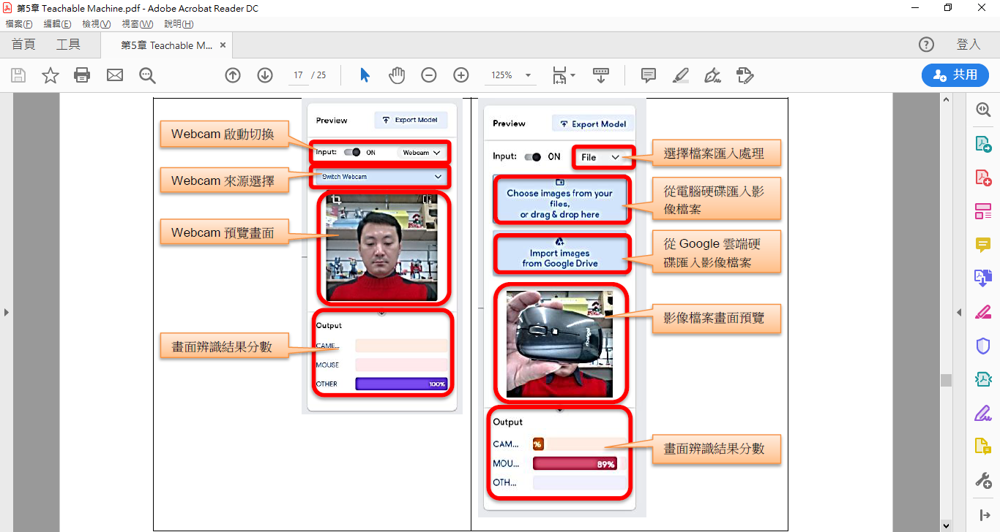 第5章 Teachable Machine.pdf - Adobe Acrobat Reader DC
檔案(F) 編輯(E) 檢視(V) 視窗(W) 說明(H)
首頁 工具 第5章 Teachable M... × ? 登入
17 / 25 125% 共用
Preview Export Model
Webcam 啟動切換
Input: ON Webcam
Webcam 來源選擇
Switch Webcam
Webcam 預覽畫面
Output
畫面辨識結果分數
CAME...
MOUSE
OTHER 100%
Preview Export Model
Input: ON File
選擇檔案匯入處理
Choose images from your
files,
or drag & drop here
從電腦硬碟匯入影
像檔案
Import images
from Google Drive
從 Google 雲端硬
碟匯入影像檔案
影像檔案畫面預覽
Output
CAM... %
MOU... 89%
OTH...
畫面辨識結果分數